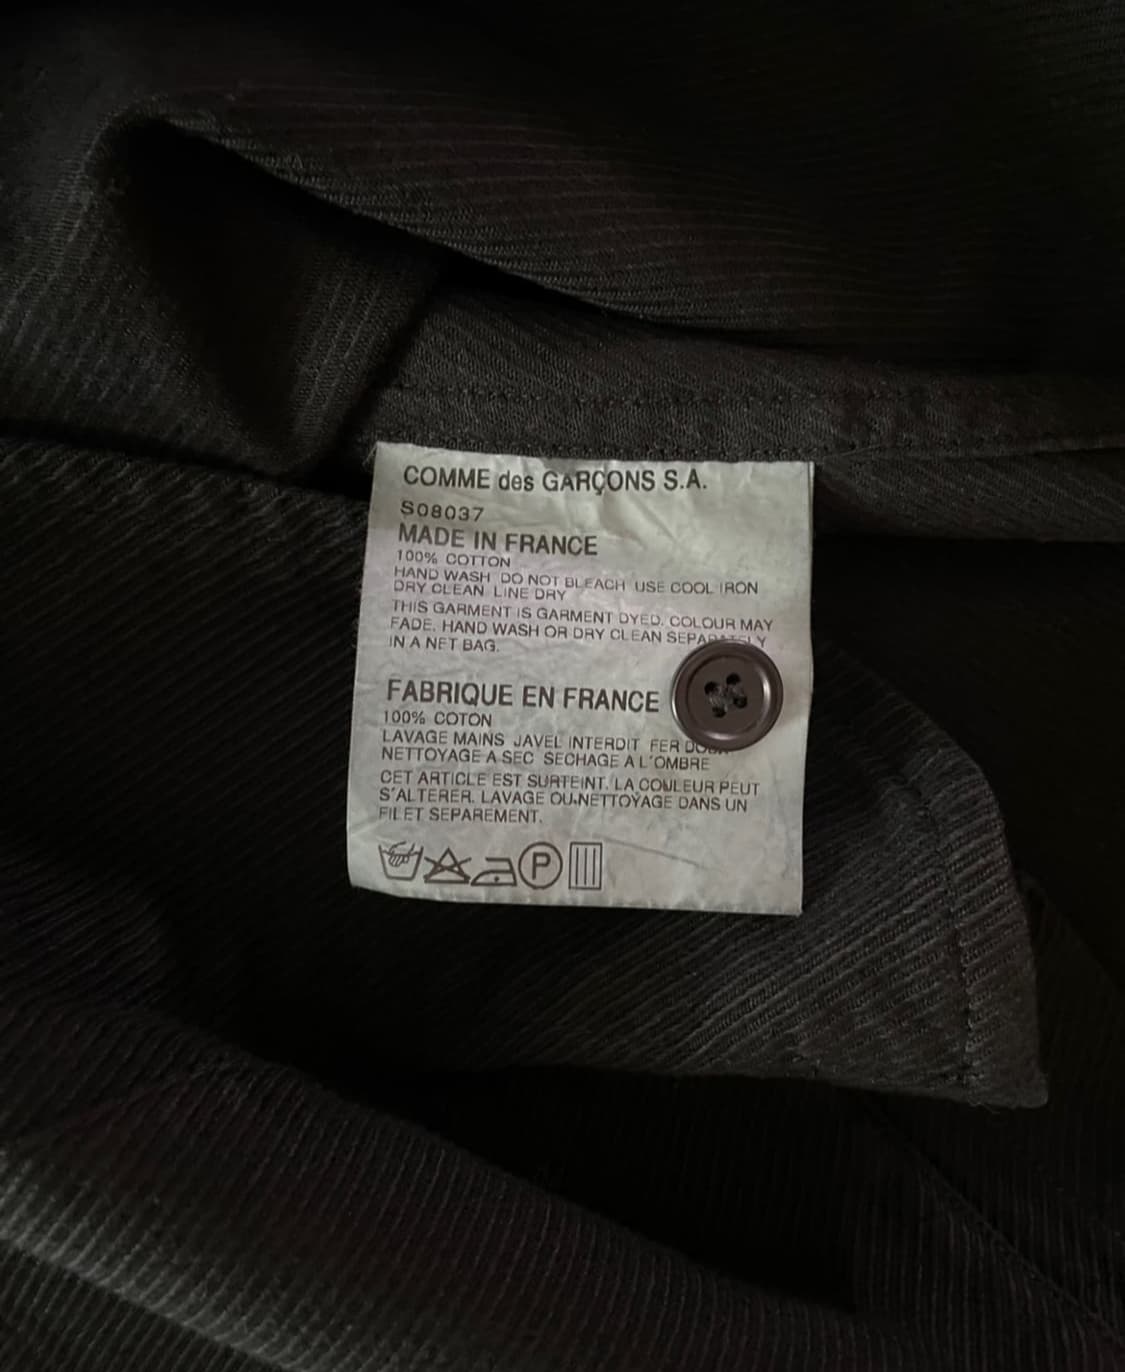 COMME des GARÇONS S.A.
S08037
MADE IN FRANCE
100% COTTON
HAND WASH DO NOT BLEACH USE COOL IRON
DRY CLEAN LINE DRY
THIS GARMENT IS GARMENT DYED. COLOUR MAY
FADE. HAND WASH OR DRY CLEAN SEPARATELY
IN A NET BAG.
FABRIQUE EN FRANCE
100% COTON
LAVAGE MAINS JAVEL INTERDIT FER
NETTOYAGE A SEC SECHAGE A L'OMBRE
CET ARTICLE EST SURTEINT. LA COULEUR PEUT
S'ALTERER. LAVAGE OU NETTOYAGE DANS UN
FILET SEPAREMENT.
P